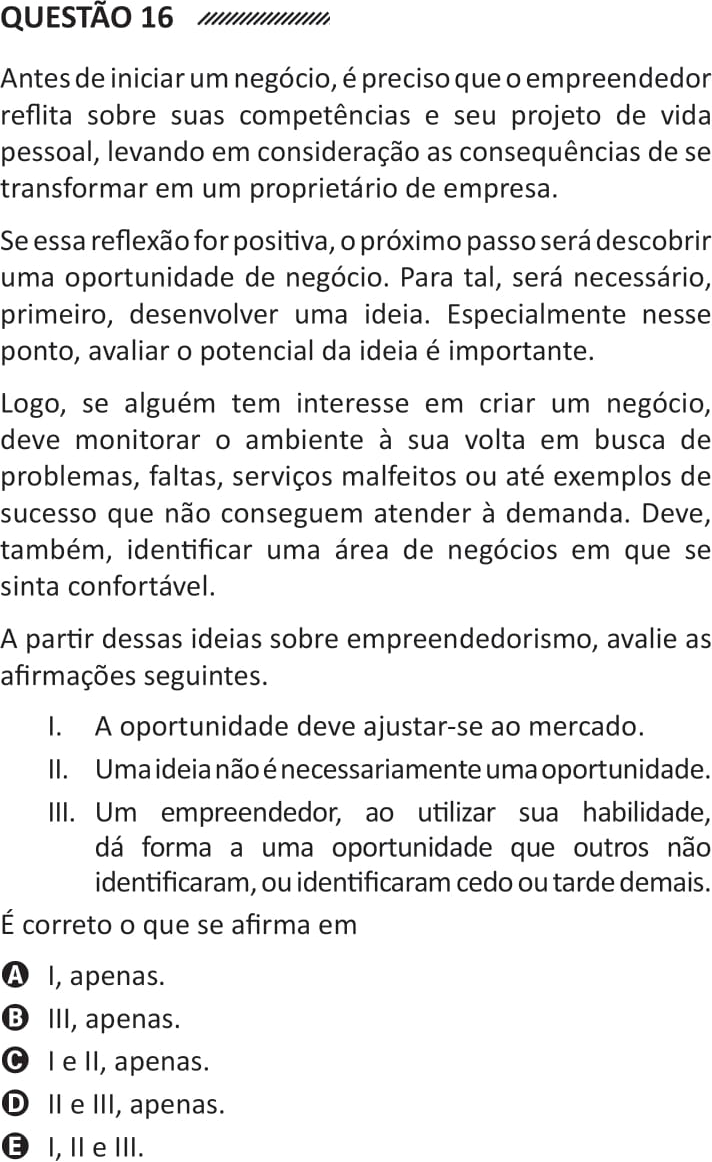 QUESTÃO 16
Antes de iniciar um negócio, é preciso que o empreendedor
reflita sobre suas competências e seu projeto de vida
pessoal, levando em consideração as consequências de se
transformar em um proprietário de empresa.
Se essa reflexão for positiva, o próximo passo será descobrir
uma oportunidade de negócio. Para tal, será necessário,
primeiro, desenvolver uma ideia. Especialmente nesse
ponto, avaliar o potencial da ideia é importante.
Logo, se alguém tem interesse em criar um negócio,
deve monitorar o ambiente à sua volta em busca de
problemas, faltas, serviços malfeitos ou até exemplos de
sucesso que não conseguem atender à demanda. Deve,
também, identificar uma área de negócios em que se
sinta confortável.
A partir dessas ideias sobre empreendedorismo, avalie as
afirmações seguintes.
I. A oportunidade deve ajustar-se ao mercado.
II. Uma ideia não é necessariamente uma oportunidade.
III. Um empreendedor, ao utilizar sua habilidade,
dá forma a uma oportunidade que outros não
identificaram, ou identificaram cedo ou tarde demais.
É correto o que se afirma em
A I, apenas.
B III, apenas.
C I e II, apenas.
D II e III, apenas.
E I, II e III.